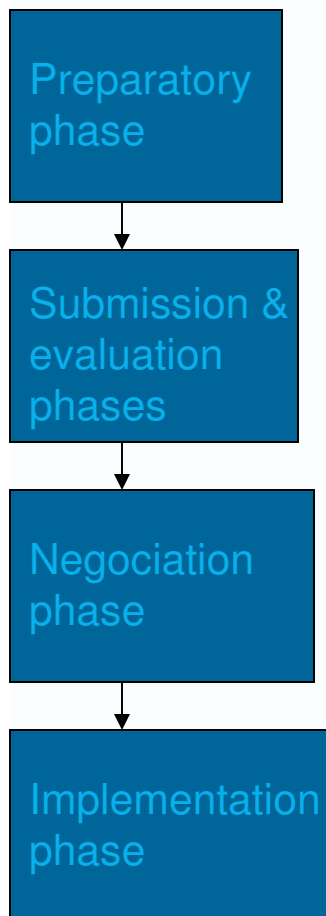 Preparatory
phase
Submission &
evaluation
phases
Negociation
phase
Implementation
phase